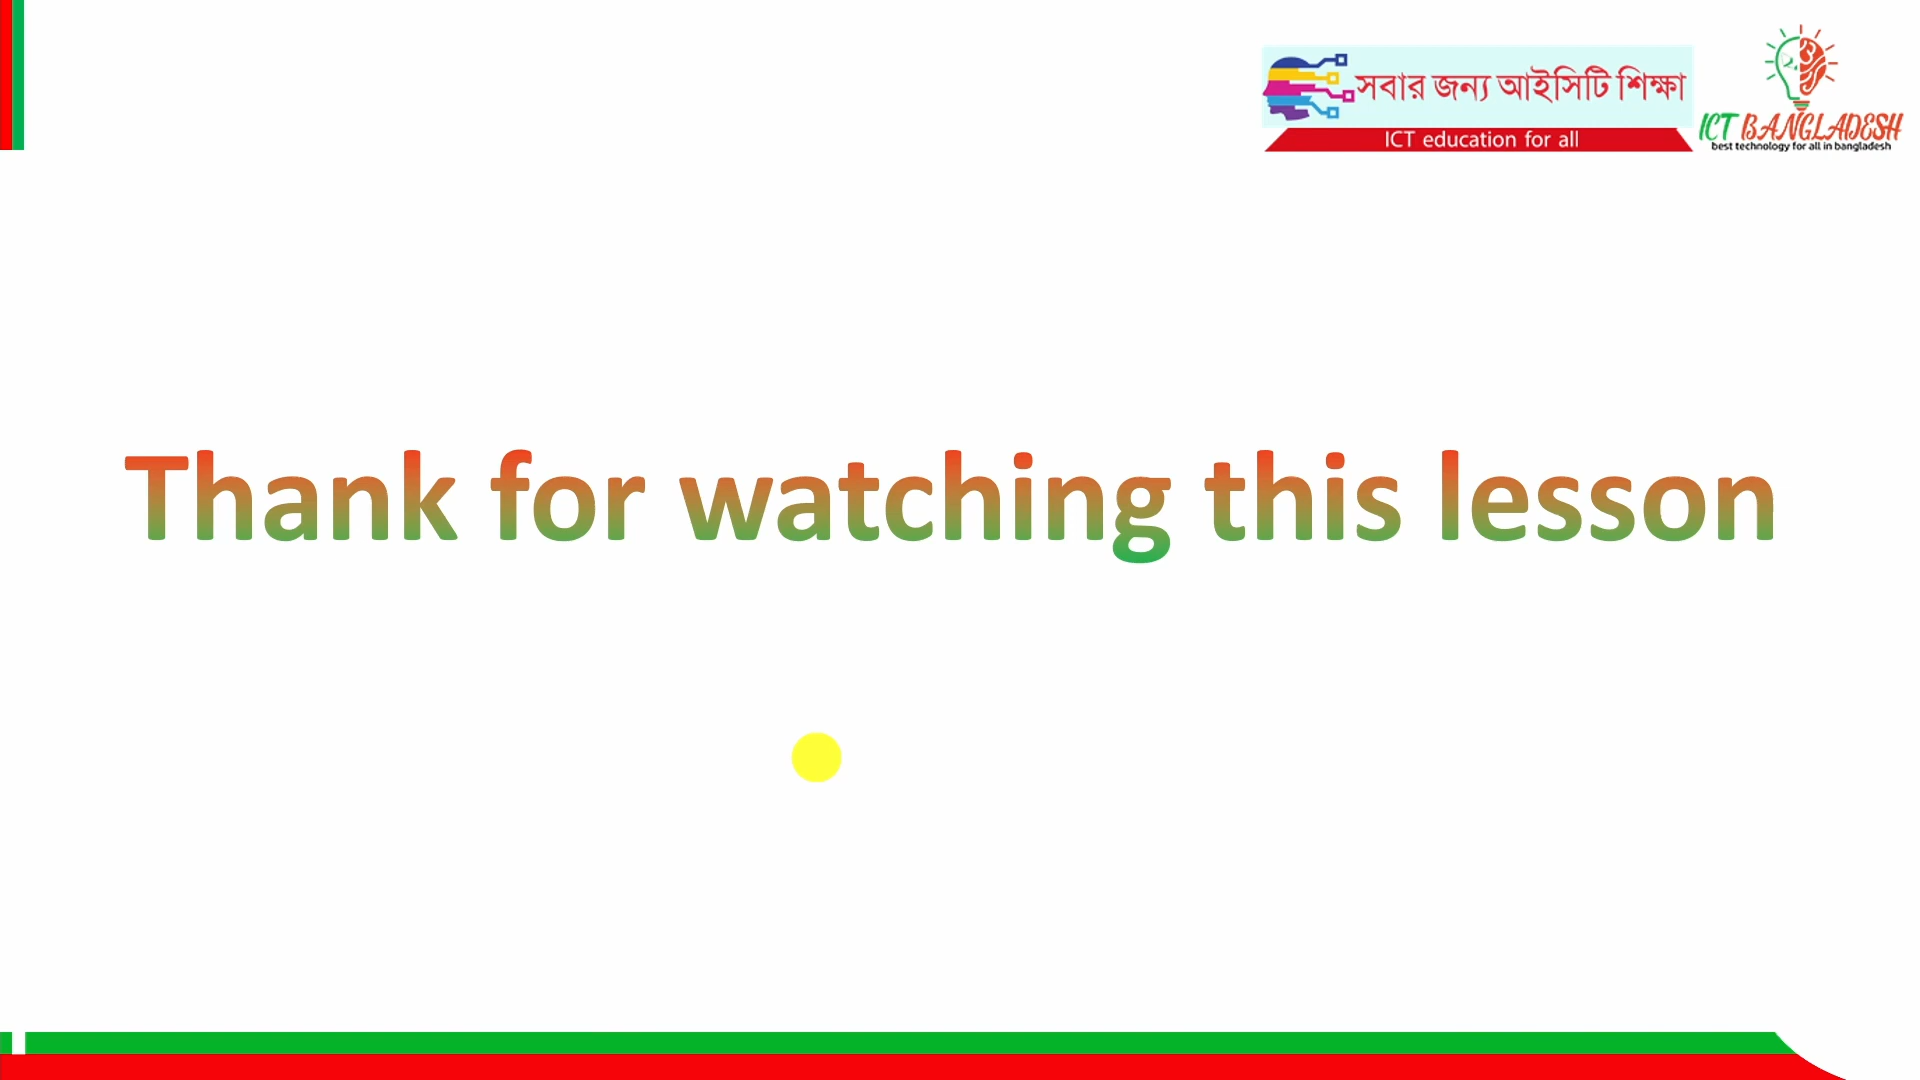 সবার জন্য আইসিটি শিক্ষা
ICT education for all
ICT BANGLADESH
best technology for all in bangladesh
Thank for watching this lesson